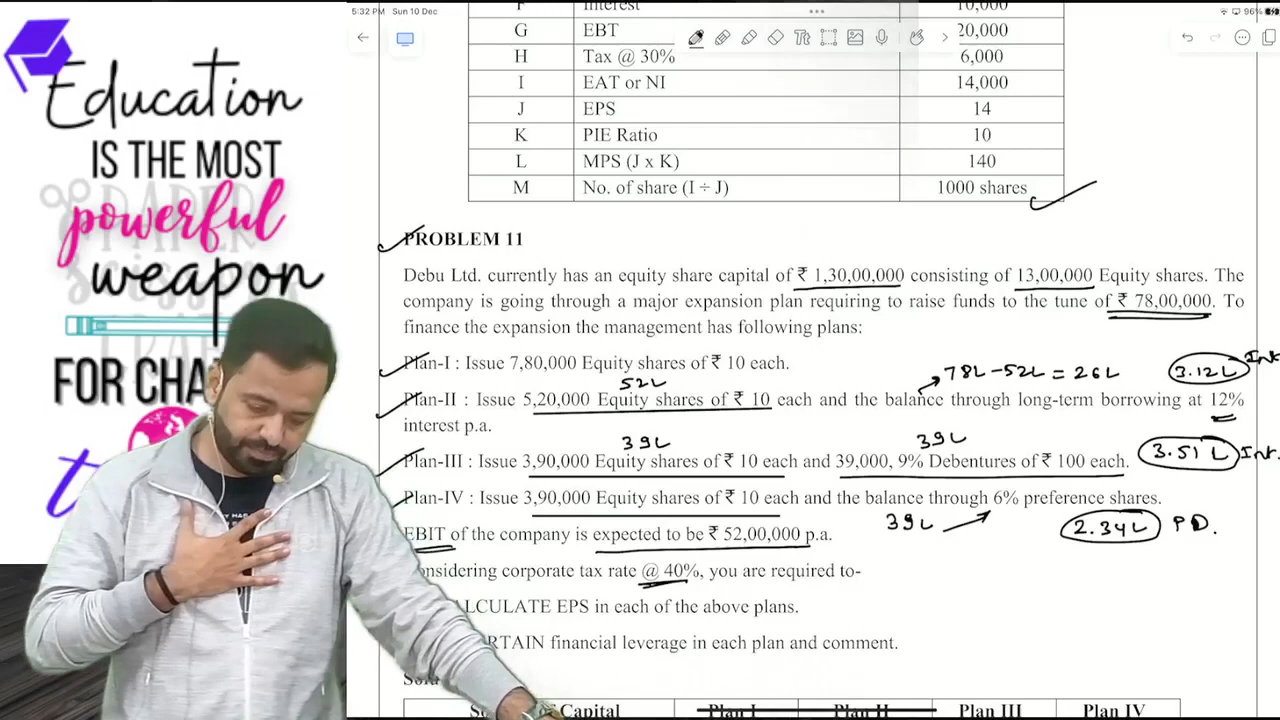 5:32 PM Sun 10 Dec
96%
Education
IS THE MOST
powerful
weapon
FOR CHA
F Interest 10,000
G EBT 20,000
H Tax @ 30% 6,000
I EAT or NI 14,000
J EPS 14
K PIE Ratio 10
L MPS (J x K) 140
M No. of share (I ÷ J) 1000 shares
PROBLEM 11
Debu Ltd. currently has an equity share capital of ₹ 1,30,00,000 consisting of 13,00,000 Equity shares. The
company is going through a major expansion plan requiring to raise funds to the tune of ₹ 78,00,000. To
finance the expansion the management has following plans:
Plan-I : Issue 7,80,000 Equity shares of ₹ 10 each.
52L 78L - 52L = 26L 3.12L Int
Plan-II : Issue 5,20,000 Equity shares of ₹ 10 each and the balance through long-term borrowing at 12%
interest p.a.
39L 39L
Plan-III : Issue 3,90,000 Equity shares of ₹ 10 each and 39,000, 9% Debentures of ₹ 100 each. 3.51 L Int.
Plan-IV : Issue 3,90,000 Equity shares of ₹ 10 each and the balance through 6% preference shares.
39L 2.34L PD.
EBIT of the company is expected to be ₹ 52,00,000 p.a.
onsidering corporate tax rate @ 40%, you are required to-
ALCULATE EPS in each of the above plans.
RTAIN financial leverage in each plan and comment.
Capital Plan I Plan II Plan III Plan IV